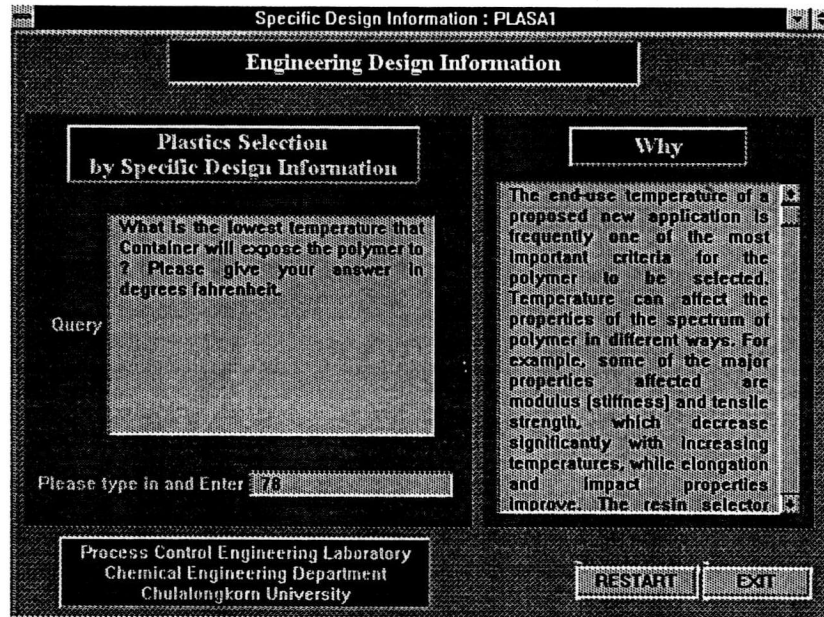 Specific Design Information : PLASA1
Engineering Design Information
Plastics Selection
by Specific Design Information
Query
What is the lowest temperature that
Container will expose the polymer to
? Please give your answer in
degrees fahrenheit.
Please type in and Enter 78
Why
The end-use temperature of a
proposed new application is
frequently one of the most
important criteria for the
polymer to be selected.
Temperature can affect the
properties of the spectrum of
polymer in different ways. For
example, some of the major
properties affected are
modulus (stiffness) and tensile
strength, which decrease
significantly with increasing
temperatures, while elongation
and impact properties
improve. The resin selector
Process Control Engineering Laboratory
Chemical Engineering Department
Chulalongkorn University
RESTART EXIT